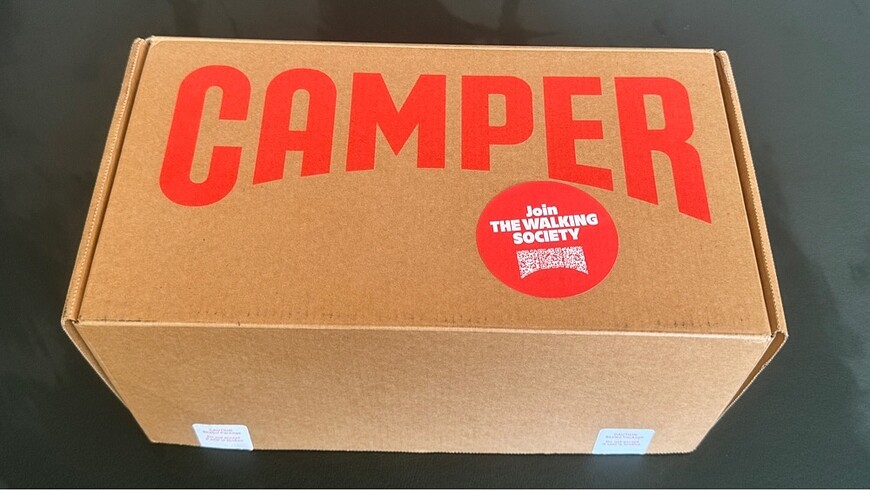 CAMPER
Join
THE WALKING
SOCIETY